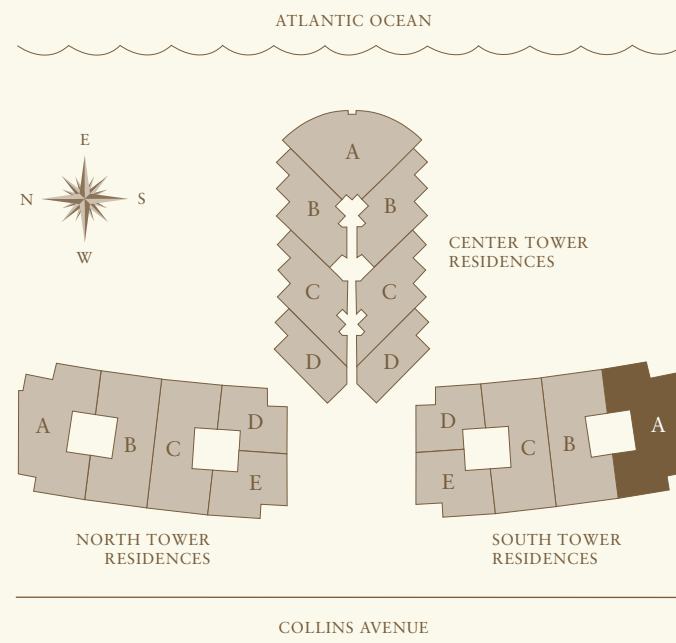 ATLANTIC OCEAN
E
N S
W
A
B B
C C
D D
CENTER TOWER
RESIDENCES
A B C D E
NORTH TOWER
RESIDENCES
D E C B A
SOUTH TOWER
RESIDENCES
COLLINS AVENUE